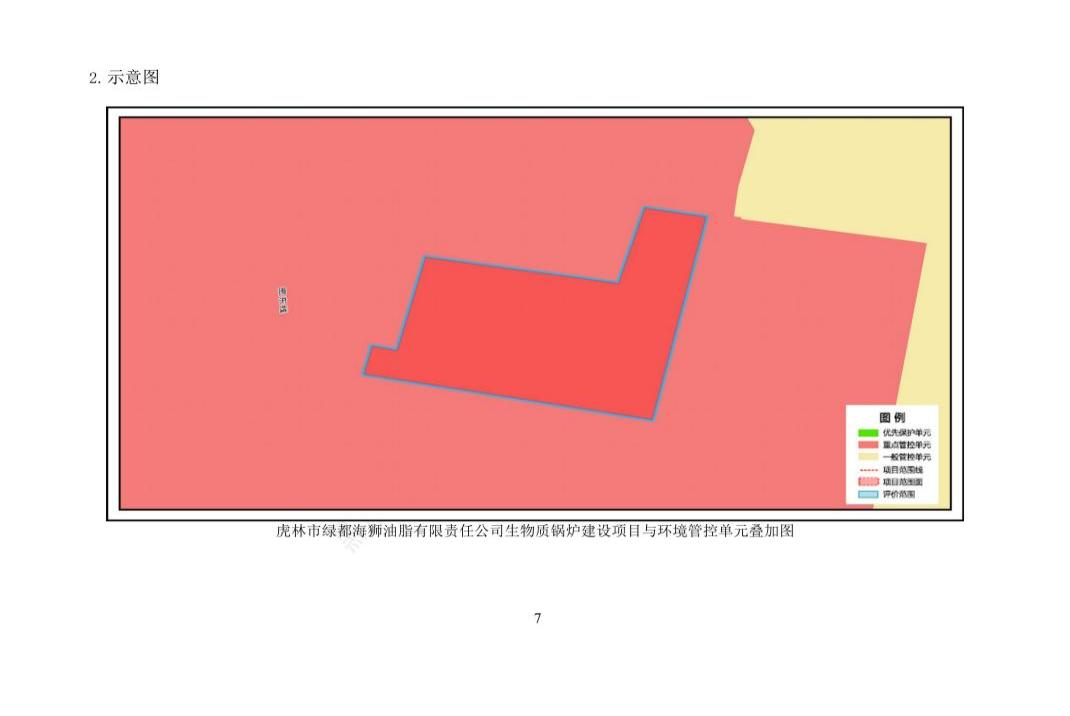 2. 示意图
图 例
优先保护单元
重点管控单元
一般管控单元
项目范围线
项目范围面
评价范围
虎林市绿都海狮油脂有限责任公司生物质锅炉建设项目与环境管控单元叠加图
7